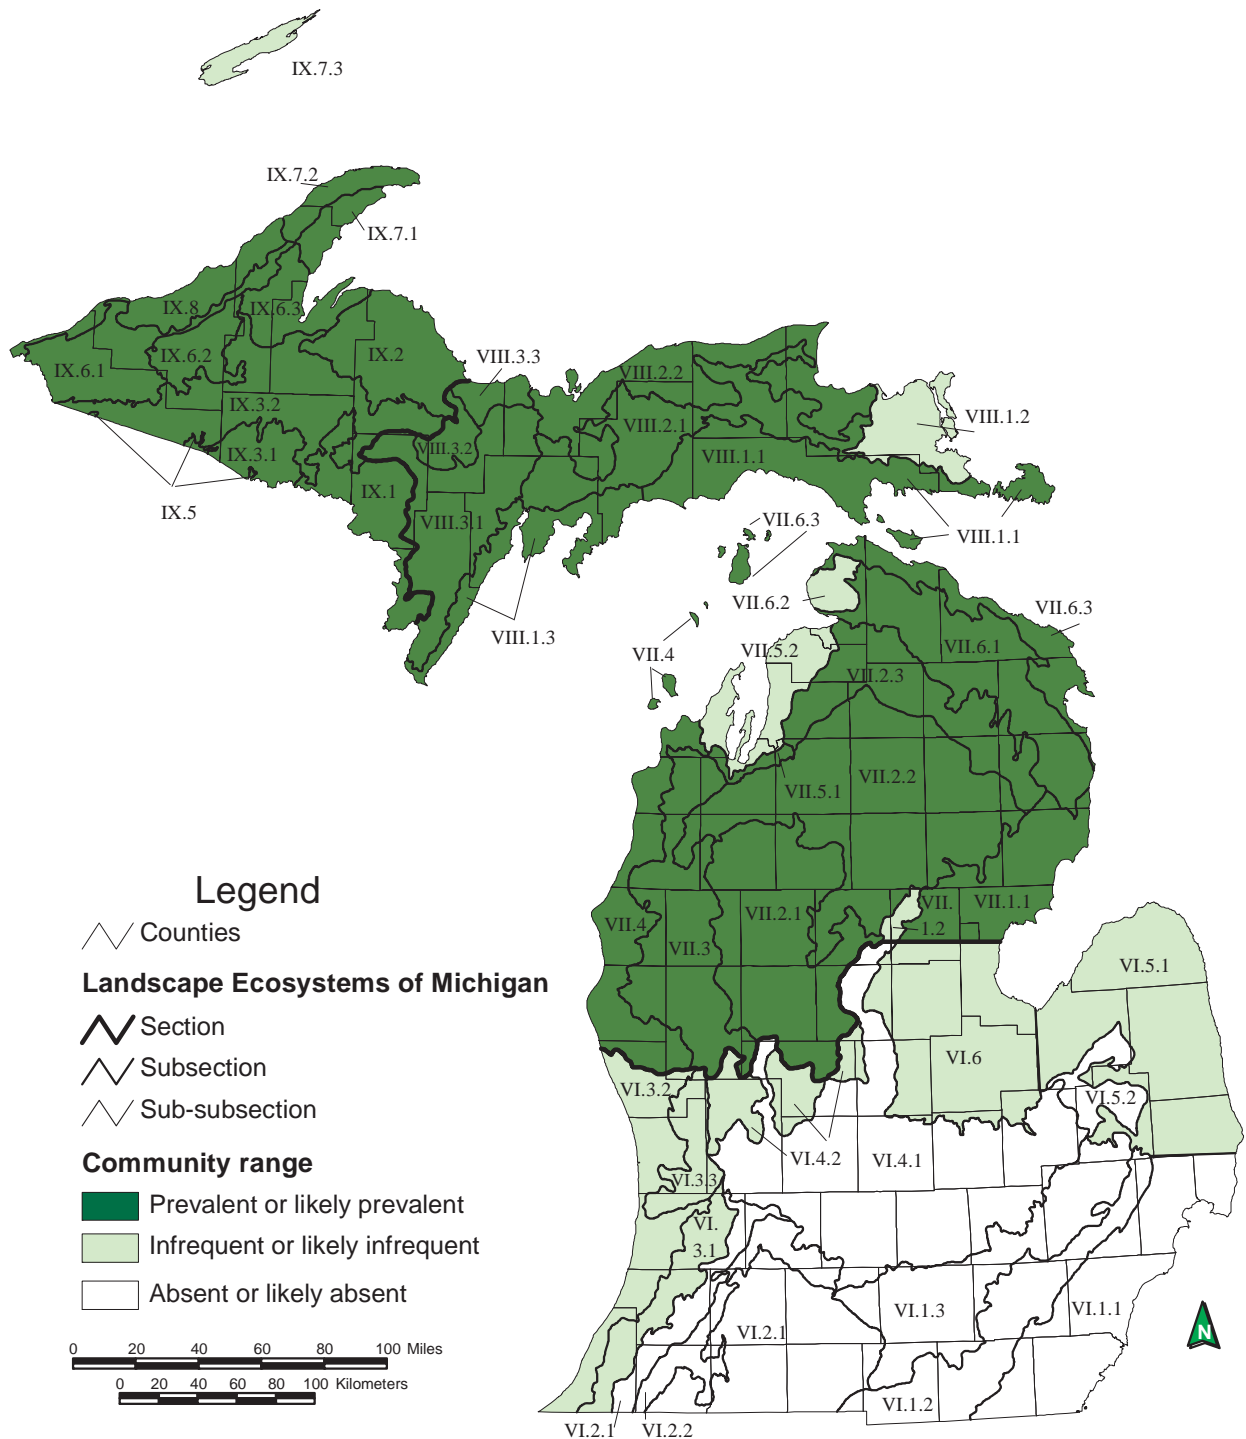 IX.7.3
IX.7.2
IX.7.1
IX.8
IX.6.3
IX.6.2
IX.6.1
IX.2
VIII.3.3
VIII.2.2
IX.3.2
VIII.1.2
VIII.2.1
VIII.3.2
IX.3.1
VIII.1.1
IX.1
IX.5
VIII.3.1
VII.6.3
VIII.1.1
VII.6.2
VII.6.3
VIII.1.3
VII.6.1
VII.4
VII.5.2
VII.2.3
VII.2.2
VII.5.1
Legend
Counties
Landscape Ecosystems of Michigan
Section
Subsection
Sub-subsection
Community range
Prevalent or likely prevalent
Infrequent or likely infrequent
Absent or likely absent
0 20 40 60 80 100 Miles
0 20 40 60 80 100 Kilometers
VII.4
VII.3
VII.2.1
VII.
1.2
VII.1.1
VI.5.1
VI.6
VI.3.2
VI.5.2
VI.4.2
VI.4.1
VI.3.3
VI.
3.1
VI.1.3
VI.1.1
VI.2.1
N
VI.1.2
VI.2.1
VI.2.2